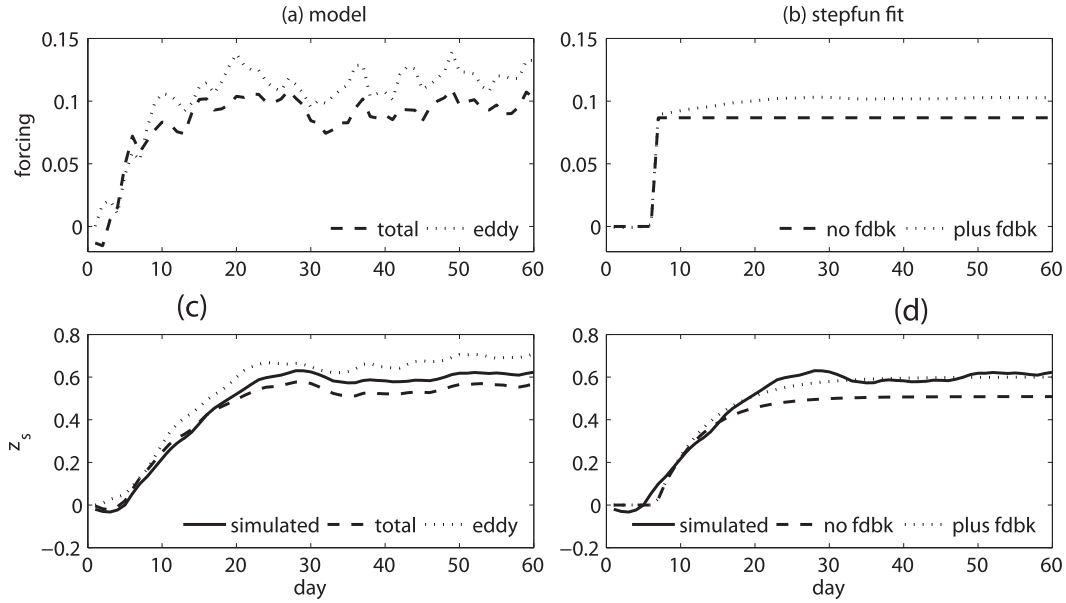 (a) model
(b) stepfun fit
forcing
0.15
0.1
0.05
0
total
eddy
0 10 20 30 40 50 60
0.15
0.1
0.05
0
no fdbk
plus fdbk
0 10 20 30 40 50 60
(c)
(d)
z_s
0.8
0.6
0.4
0.2
0
−0.2
simulated
total
eddy
0 10 20 30 40 50 60
day
0.8
0.6
0.4
0.2
0
−0.2
simulated
no fdbk
plus fdbk
0 10 20 30 40 50 60
day